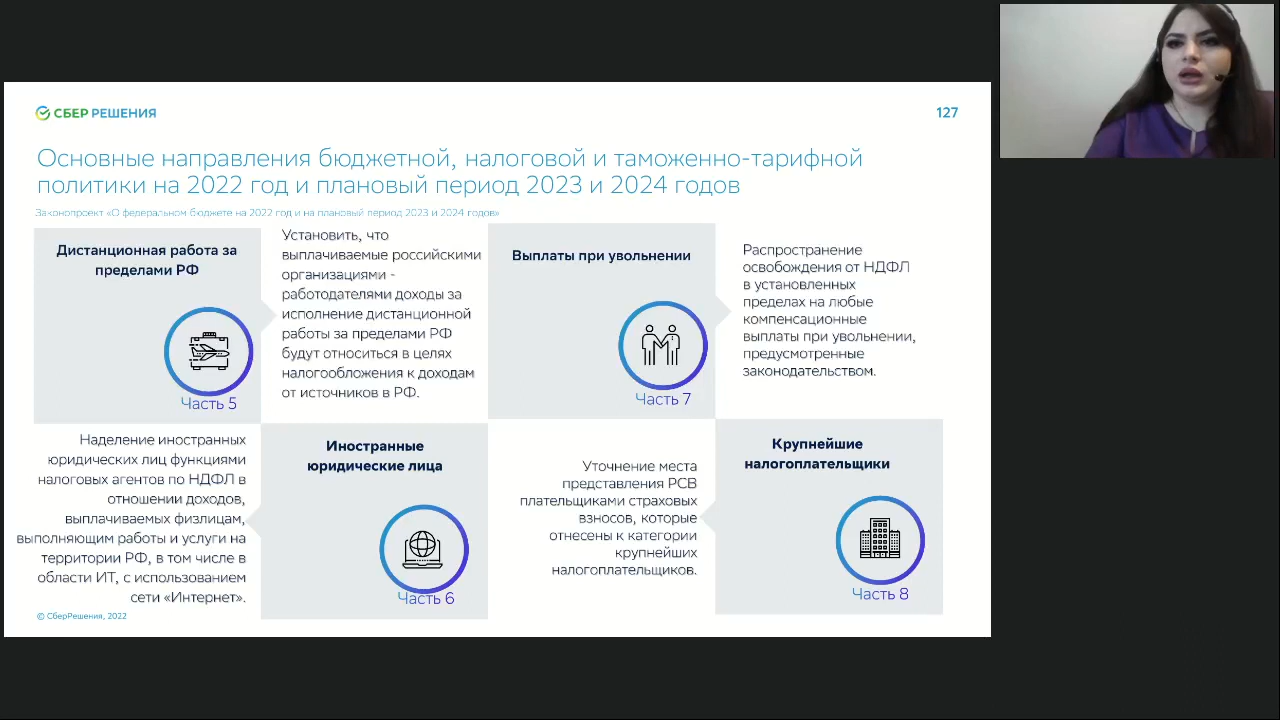 СБЕР РЕШЕНИЯ
127
Основные направления бюджетной, налоговой и таможенно-тарифной
политики на 2022 год и плановый период 2023 и 2024 годов
Законопроект «О федеральном бюджете на 2022 год и на плановый период 2023 и 2024 годов»
Дистанционная работа за
пределами РФ
Часть 5
Установить, что
выплачиваемые российскими
организациями -
работодателями доходы за
исполнение дистанционной
работы за пределами РФ
будут относиться в целях
налогообложения к доходам
от источников в РФ.
Выплаты при увольнении
Часть 7
Распространение
освобождения от НДФЛ
в установленных
пределах на любые
компенсационные
выплаты при увольнении,
предусмотренные
законодательством.
Наделение иностранных
юридических лиц функциями
налоговых агентов по НДФЛ в
отношении доходов,
выплачиваемых физлицам,
выполняющим работы и услуги на
территории РФ, в том числе в
области ИТ, с использованием
сети «Интернет».
Иностранные
юридические лица
Часть 6
Уточнение места
представления РСВ
плательщиками страховых
взносов, которые
отнесены к категории
крупнейших
налогоплательщиков.
Крупнейшие
налогоплательщики
Часть 8
© СберРешения, 2022